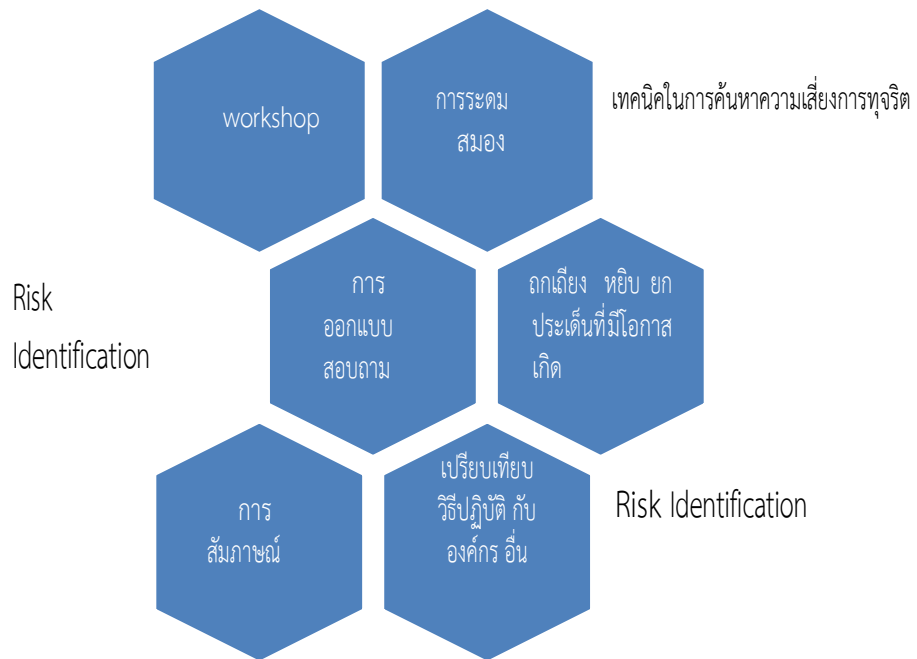 workshop
การระดม
สมอง
เทคนิคในการค้นหาความเสี่ยงการทุจริต
Risk
Identification
การ
ออกแบบ
สอบถาม
ถกเถียง หยิบ ยก
ประเด็นที่มีโอกาส
เกิด
การ
สัมภาษณ์
เปรียบเทียบ
วิธีปฏิบัติ กับ
องค์กร อื่น
Risk Identification